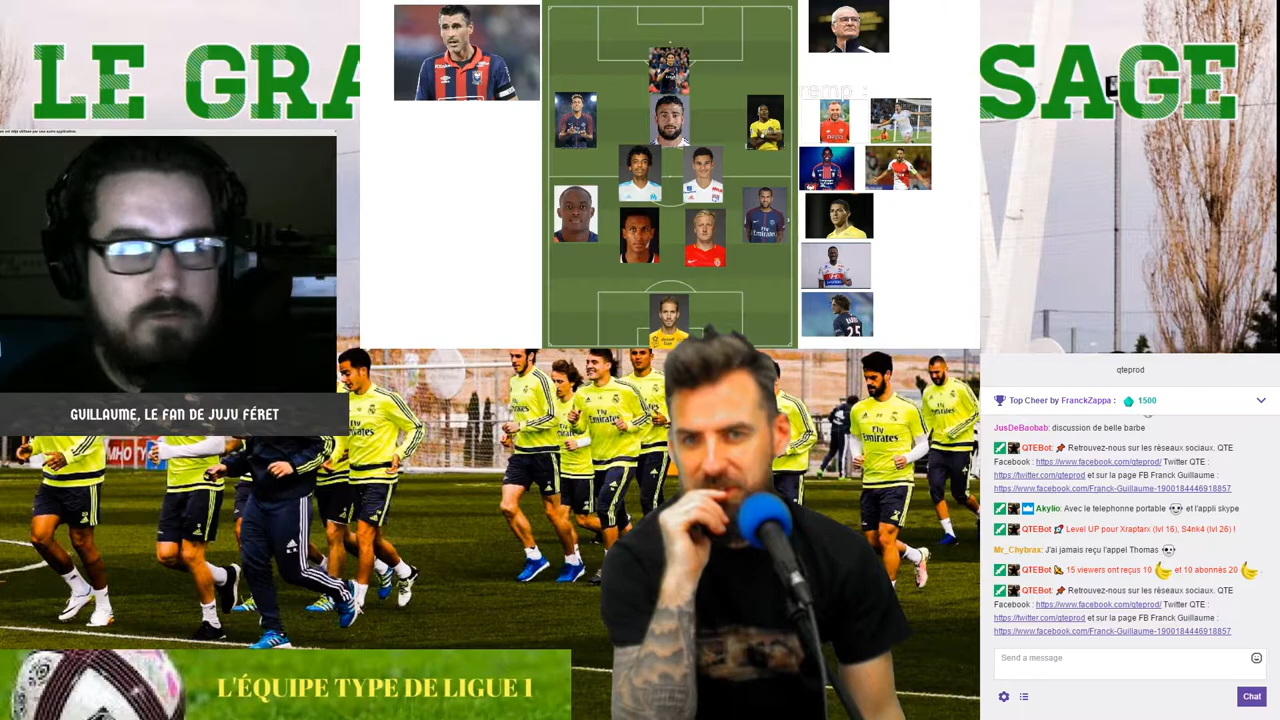 LE GRA
SSAGE
remp :
25
GUILLAUME, LE FAN DE JUJU FÉRET
L'ÉQUIPE TYPE DE LIGUE 1
qteprod
Top Cheer by FranckZappa : 1500
JusDeBaobab: discussion de belle barbe
QTEBot: Retrouvez-nous sur les réseaux sociaux. QTE
Facebook : https://www.facebook.com/qteprod/ Twitter QTE :
https://twitter.com/qteprod et sur la page FB Franck Guillaume :
https://www.facebook.com/Franck-Guillaume-1900184446918857
Akylio: Avec le telephonne portable et l'appli skype
QTEBot Level UP pour Xraptarx (lvl 16), S4nk4 (lvl 26) !
Mr_Chybrax: J'ai jamais reçu l'appel Thomas
QTEBot 15 viewers ont reçus 10 et 10 abonnés 20 .
QTEBot: Retrouvez-nous sur les réseaux sociaux. QTE
Facebook : https://www.facebook.com/qteprod/ Twitter QTE :
https://twitter.com/qteprod et sur la page FB Franck Guillaume :
https://www.facebook.com/Franck-Guillaume-1900184446918857
Send a message
Chat